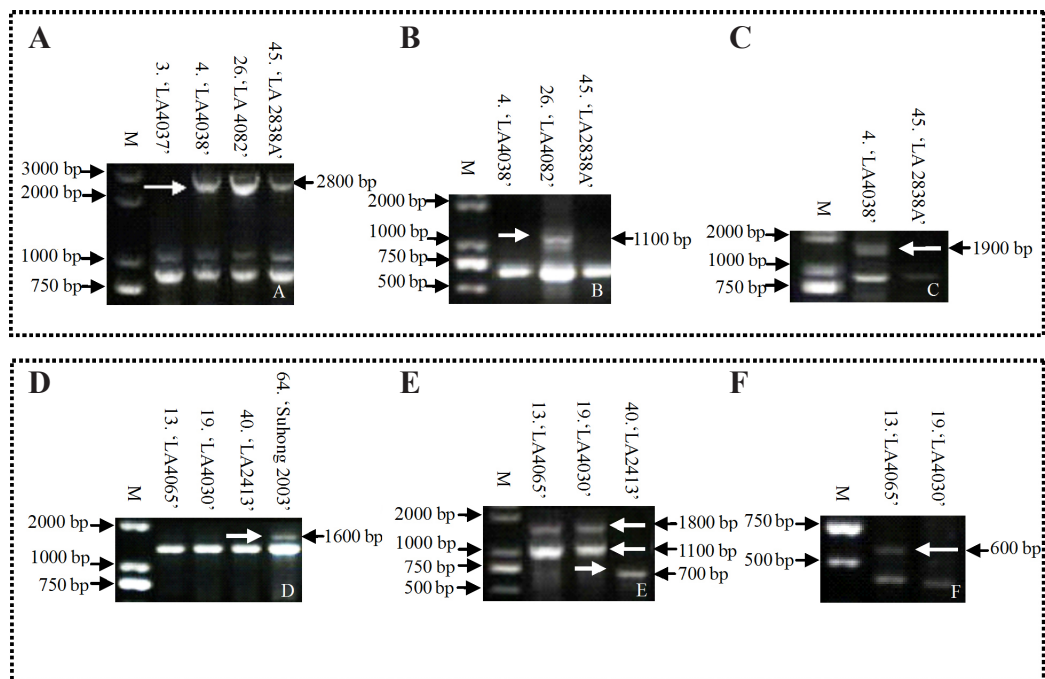 A
M
3. ‘LA4037’
4. ‘LA4038’
26.‘LA 4082’
45. ‘LA 2838A’
3000 bp
2000 bp
1000 bp
750 bp
2800 bp
A
B
M
4. ‘LA4038’
26. ‘LA4082’
45. ‘LA2838A’
2000 bp
1000 bp
750 bp
500 bp
1100 bp
B
C
M
4. ‘LA4038’
45. ‘LA 2838A’
2000 bp
1000 bp
750 bp
1900 bp
C
D
M
13. ‘LA4065’
19. ‘LA4030’
40. ‘LA2413’
64. ‘Suhong 2003’
2000 bp
1000 bp
750 bp
1600 bp
D
E
M
13.‘LA4065’
19.‘LA4030’
40.‘LA2413’
2000 bp
1000 bp
750 bp
500 bp
1800 bp
1100 bp
700 bp
E
F
M
13.‘LA4065’
19.‘LA4030’
750 bp
500 bp
600 bp
F